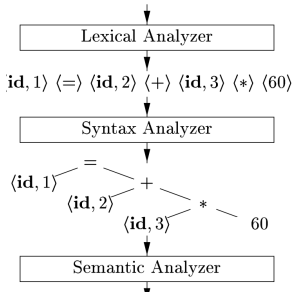 Lexical Analyzer
⟨id, 1⟩ ⟨=⟩ ⟨id, 2⟩ ⟨+⟩ ⟨id, 3⟩ ⟨*⟩ ⟨60⟩
Syntax Analyzer
=
⟨id, 1⟩ +
⟨id, 2⟩ *
⟨id, 3⟩ 60
Semantic Analyzer